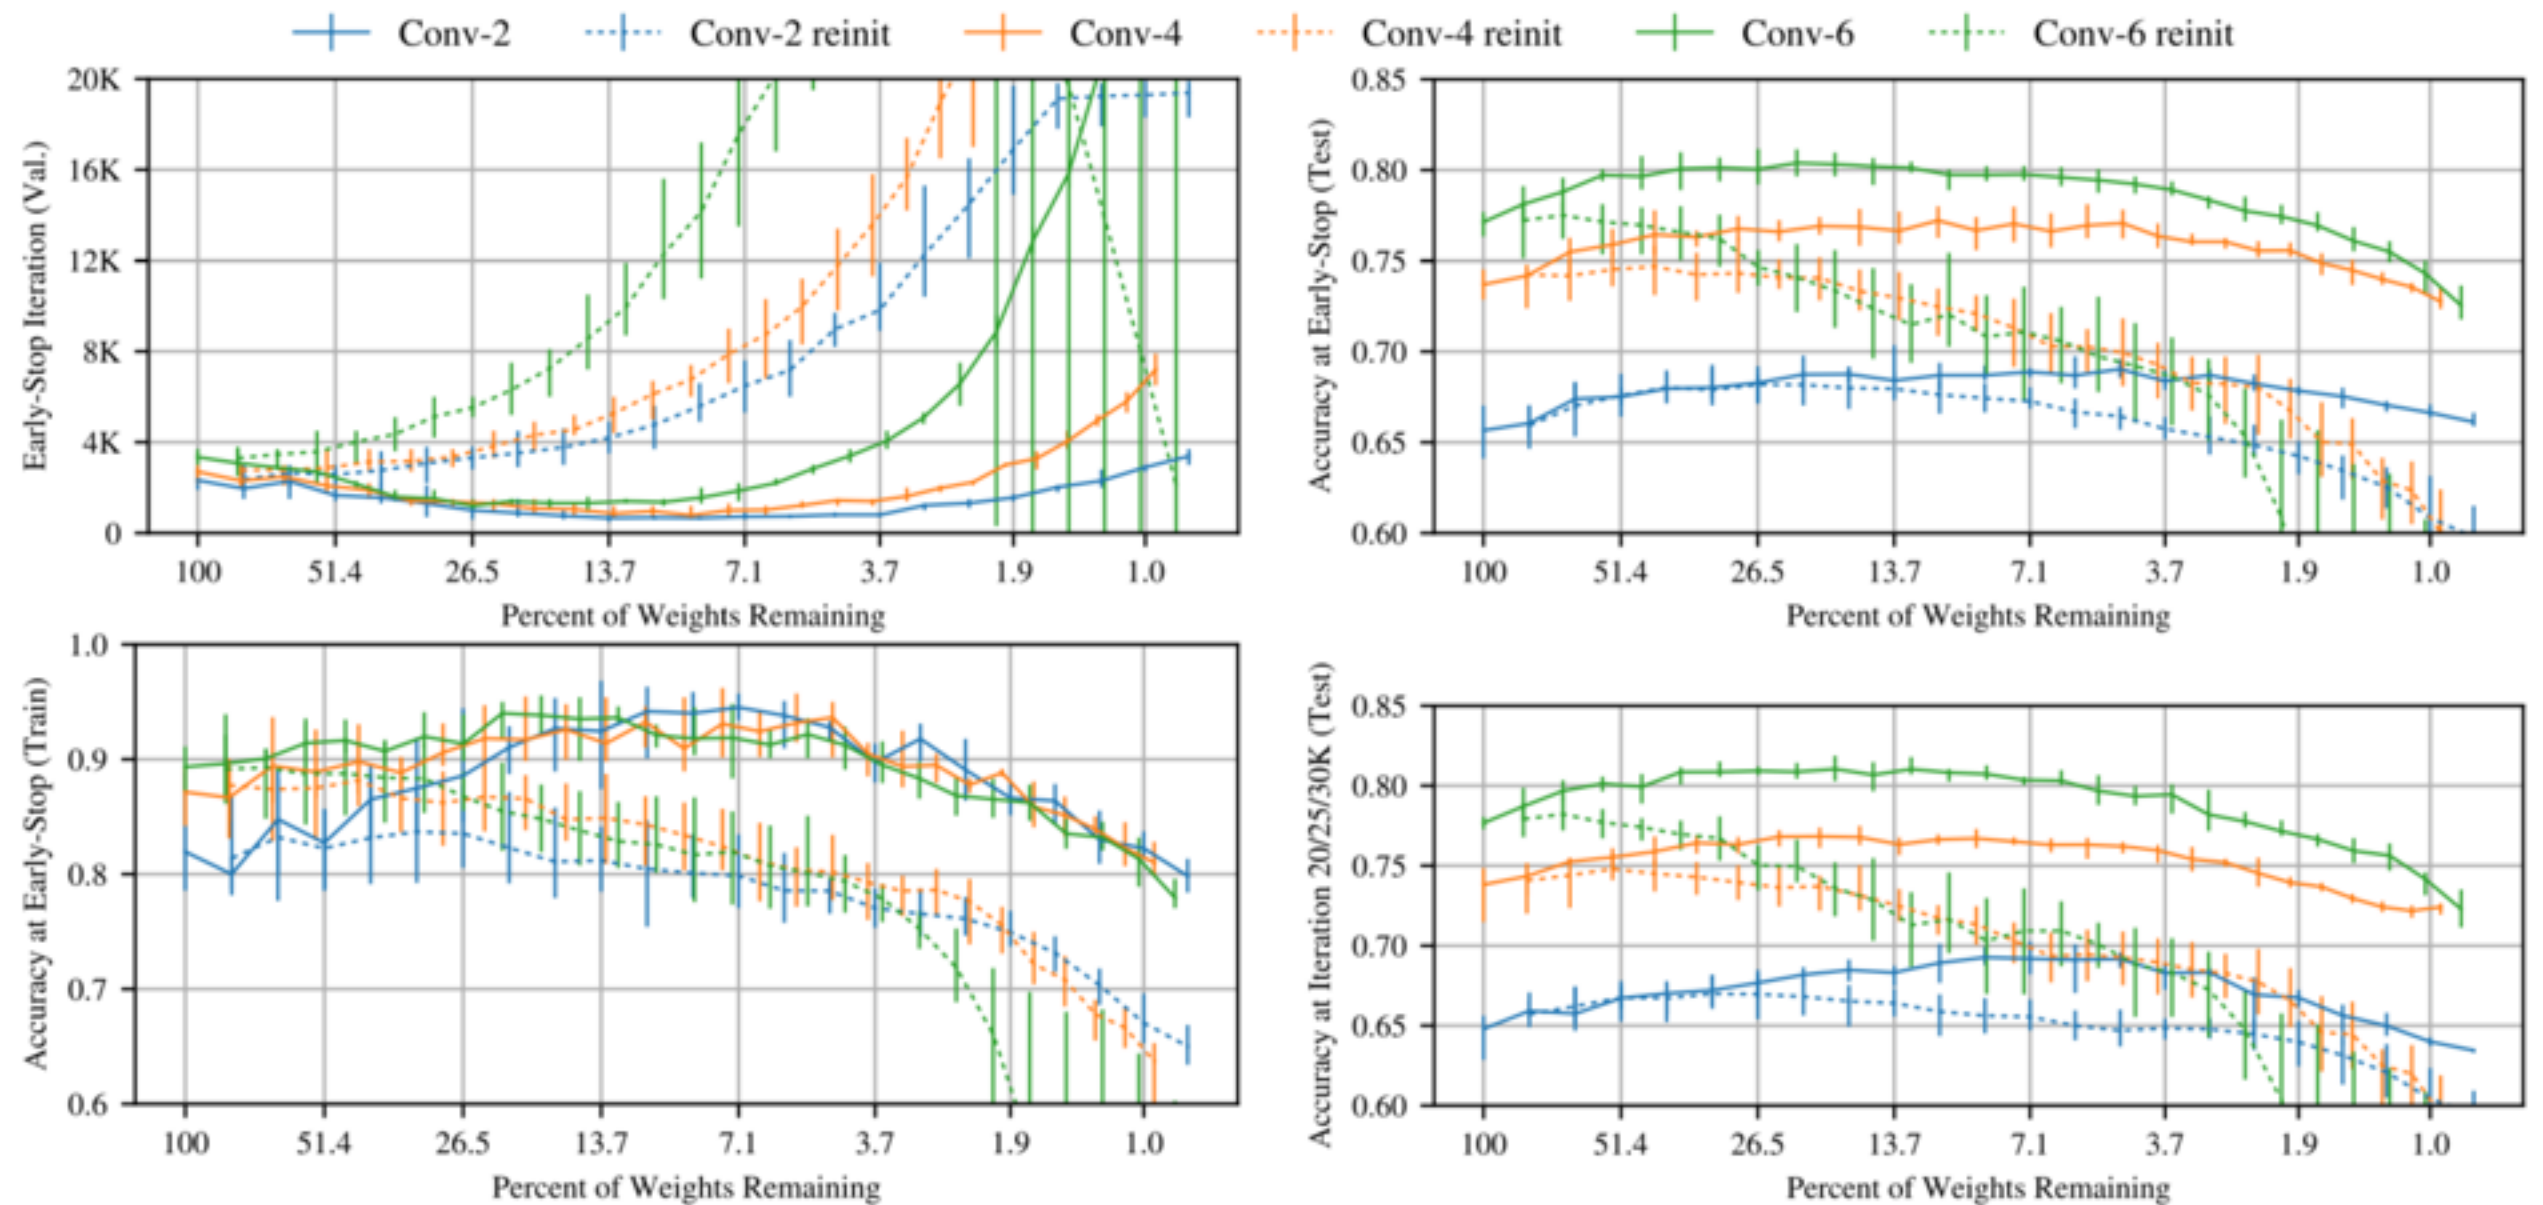 Conv-2 Conv-2 reinit Conv-4 Conv-4 reinit Conv-6 Conv-6 reinit
Early-Stop Iteration (Val.)
20K
16K
12K
8K
4K
0
100 51.4 26.5 13.7 7.1 3.7 1.9 1.0
Percent of Weights Remaining
Accuracy at Early-Stop (Test)
0.85
0.80
0.75
0.70
0.65
0.60
100 51.4 26.5 13.7 7.1 3.7 1.9 1.0
Percent of Weights Remaining
Accuracy at Early-Stop (Train)
1.0
0.9
0.8
0.7
0.6
100 51.4 26.5 13.7 7.1 3.7 1.9 1.0
Percent of Weights Remaining
Accuracy at Iteration 20/25/30K (Test)
0.85
0.80
0.75
0.70
0.65
0.60
100 51.4 26.5 13.7 7.1 3.7 1.9 1.0
Percent of Weights Remaining